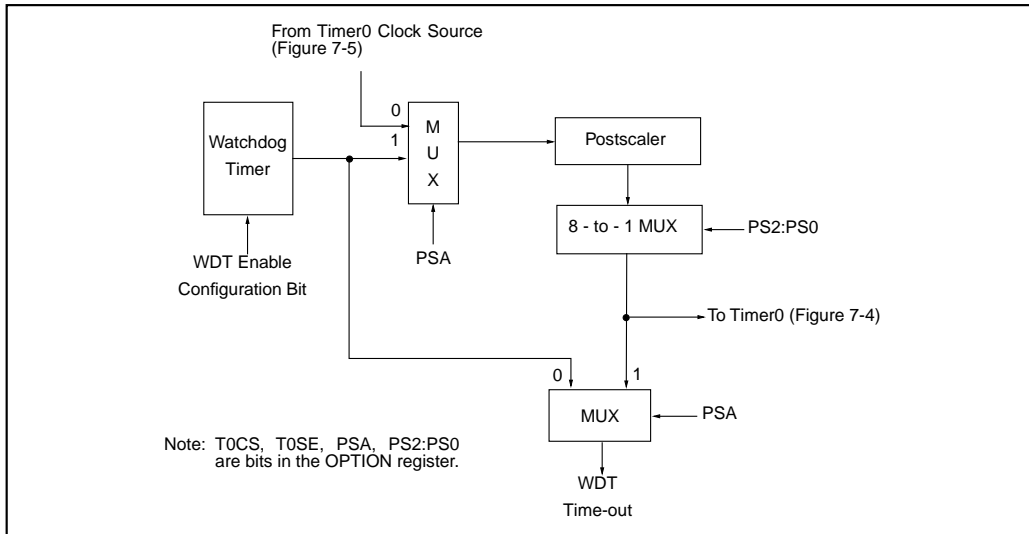 From Timer0 Clock Source
(Figure 7-5)
0
1
M
U
X
Watchdog
Timer
Postscaler
8 - to - 1 MUX
PS2:PS0
PSA
WDT Enable
Configuration Bit
To Timer0 (Figure 7-4)
0
1
MUX
PSA
Note: T0CS, T0SE, PSA, PS2:PS0
are bits in the OPTION register.
WDT
Time-out